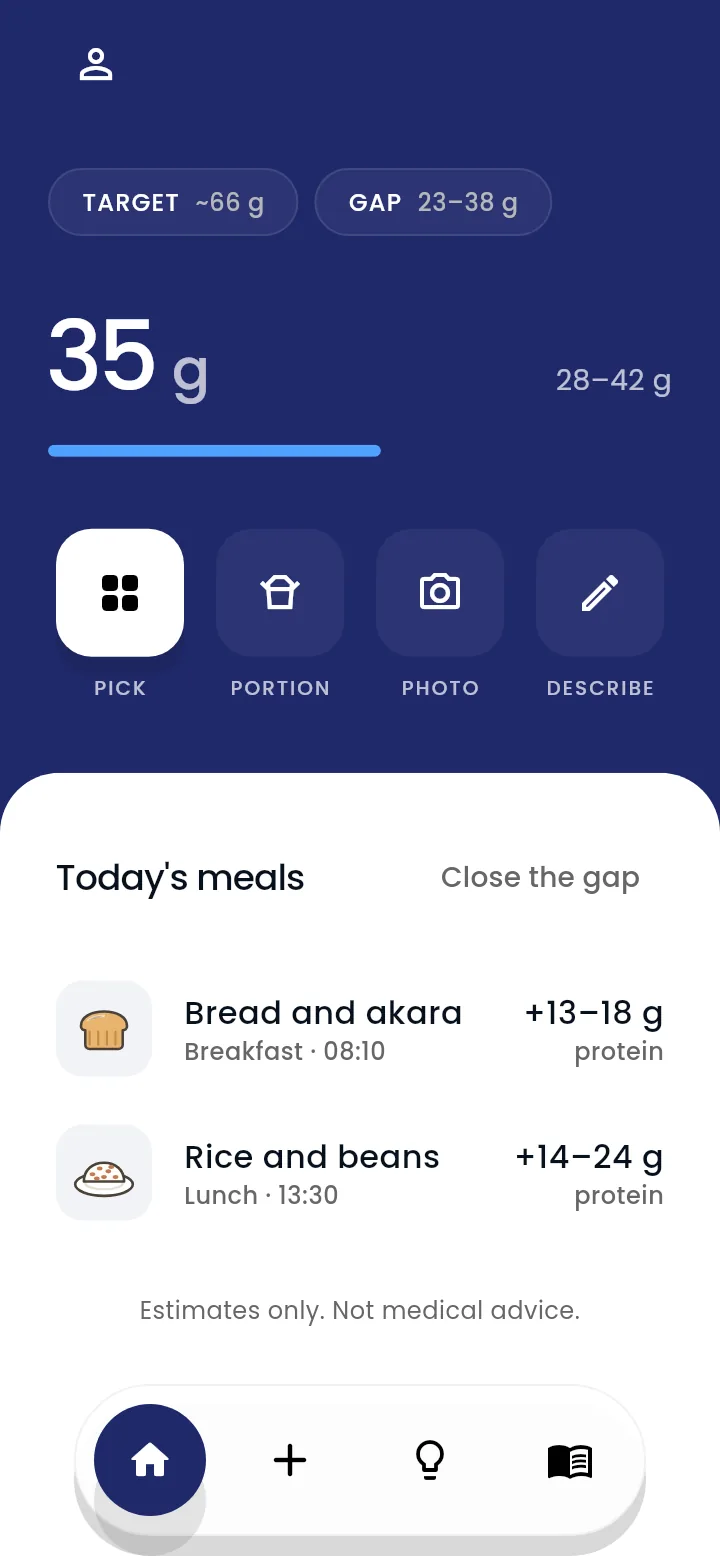 TARGET ~66 g GAP 23–38 g
35 g 28–42 g
PICK PORTION PHOTO DESCRIBE
Today's meals Close the gap
Bread and akara +13–18 g
Breakfast · 08:10 protein
Rice and beans +14–24 g
Lunch · 13:30 protein
Estimates only. Not medical advice.